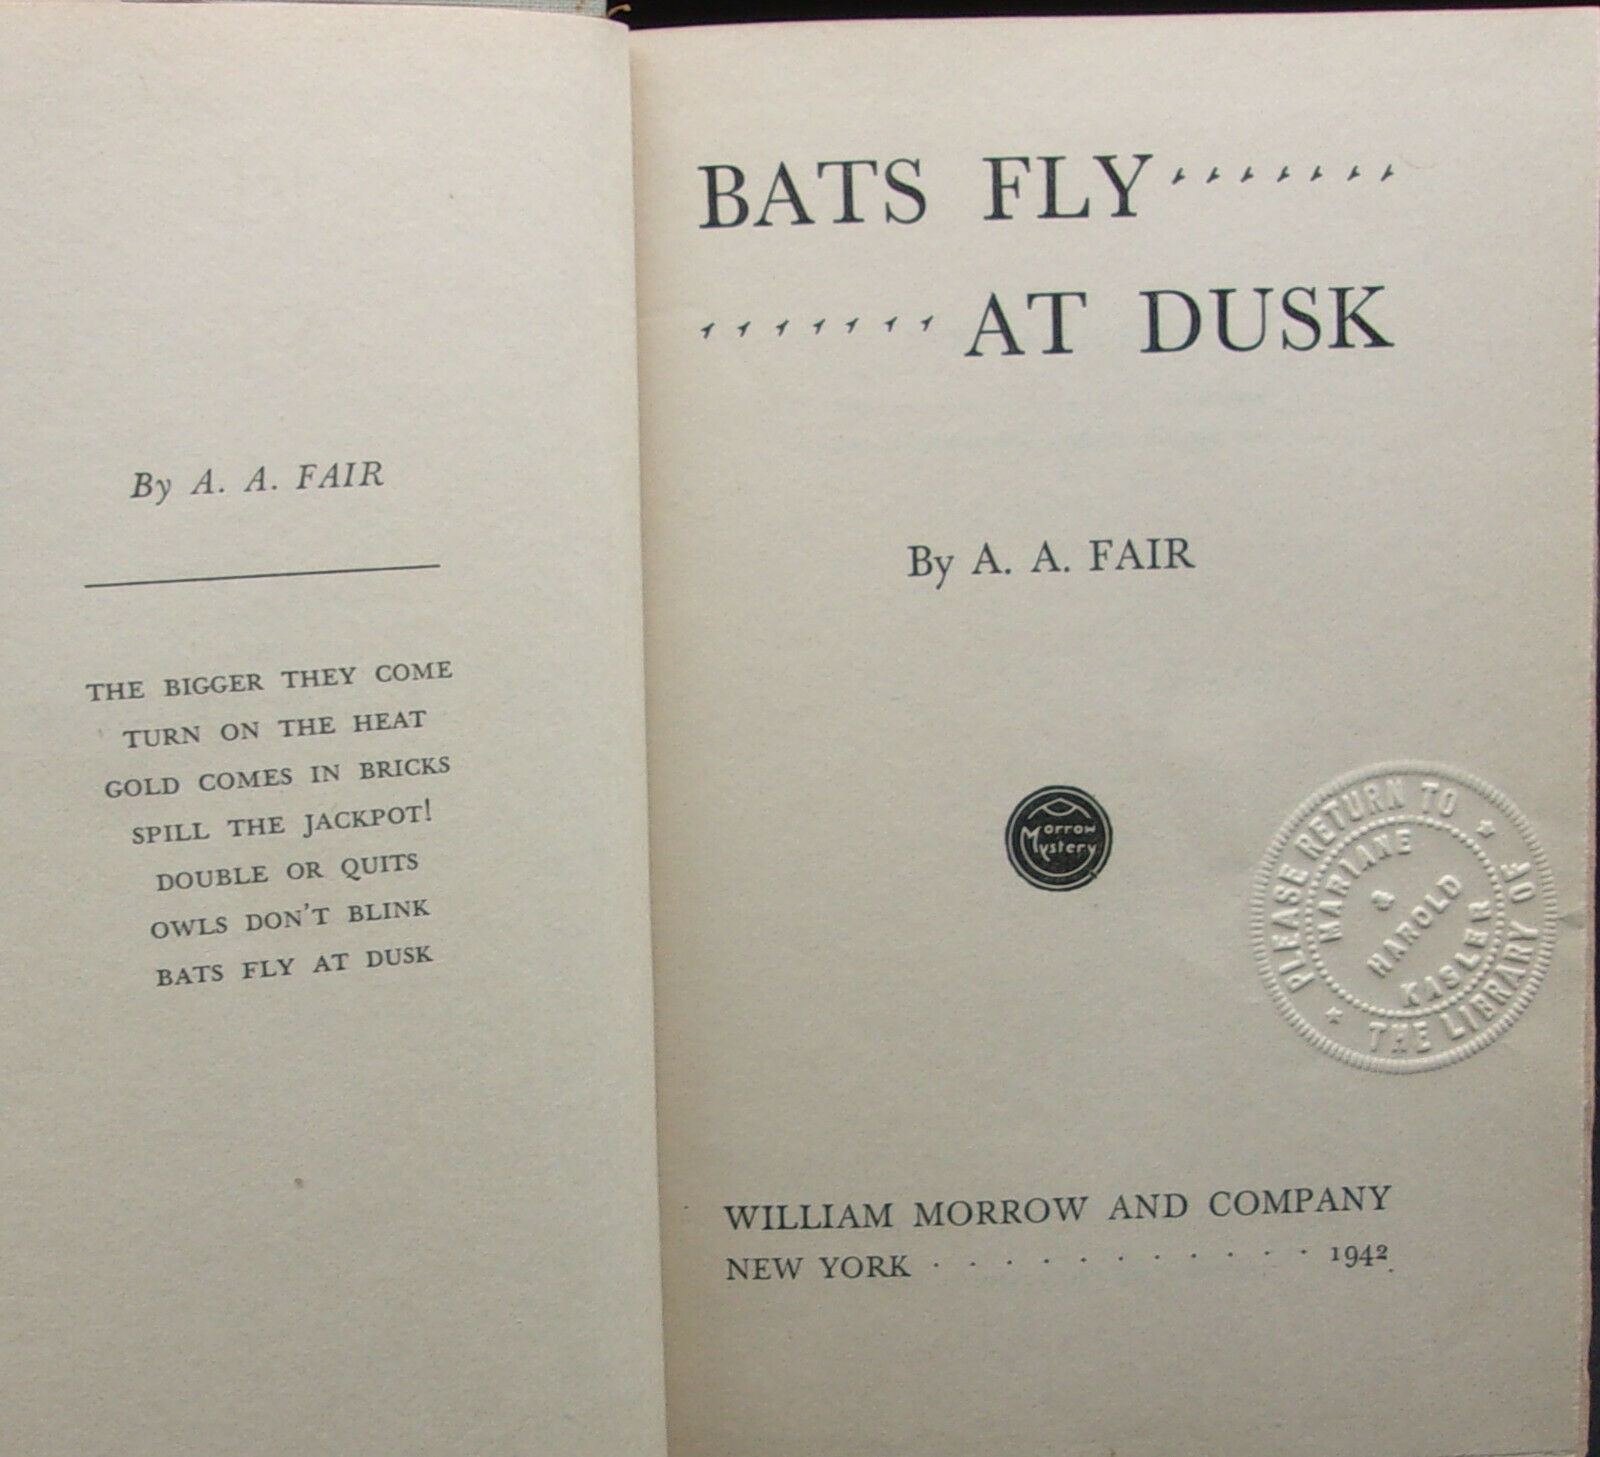 By A. A. FAIR
THE BIGGER THEY COME
TURN ON THE HEAT
GOLD COMES IN BRICKS
SPILL THE JACKPOT!
DOUBLE OR QUITS
OWLS DON'T BLINK
BATS FLY AT DUSK
BATS FLY
AT DUSK
By A. A. FAIR
Morrow
Mystery
PLEASE RETURN TO
THE LIBRARY OF
MARIANE
&
HAROLD
KASLER
WILLIAM MORROW AND COMPANY
NEW YORK . . . . . . . . . . . 1942